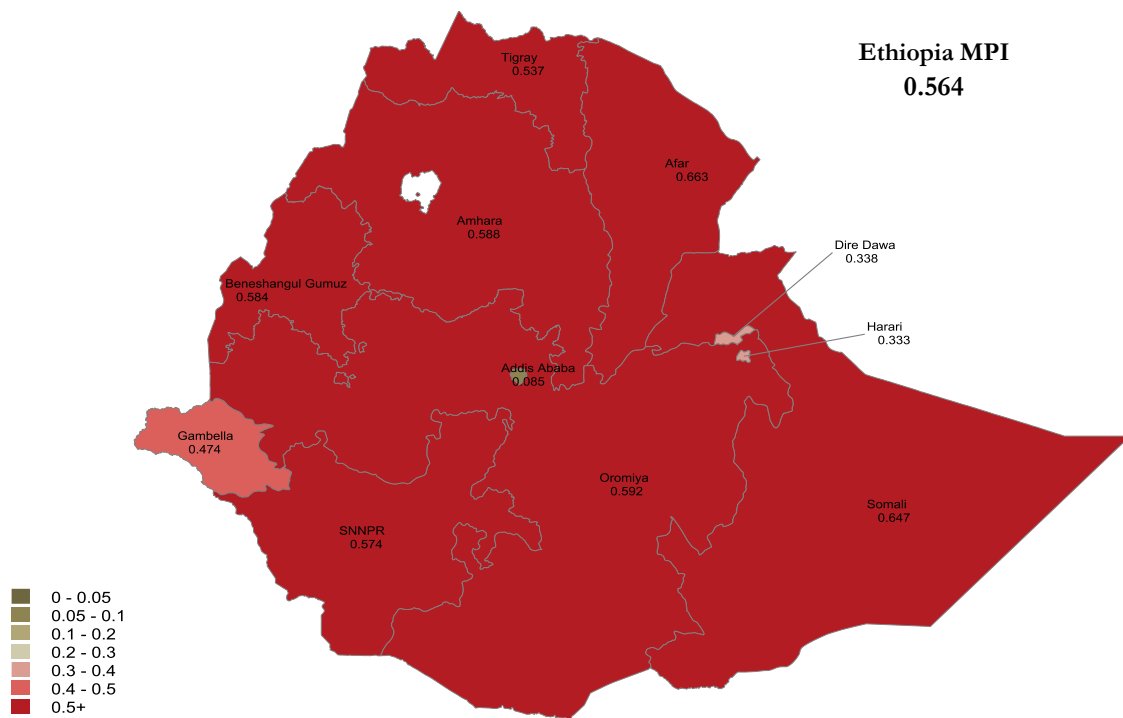 Ethiopia MPI
0.564
Tigray
0.537
Afar
0.663
Amhara
0.588
Dire Dawa
0.338
Beneshangul Gumuz
0.584
Harari
0.333
Addis Ababa
0.085
Gambella
0.474
Oromiya
0.592
Somali
0.647
SNNPR
0.574
0 - 0.05
0.05 - 0.1
0.1 - 0.2
0.2 - 0.3
0.3 - 0.4
0.4 - 0.5
0.5+